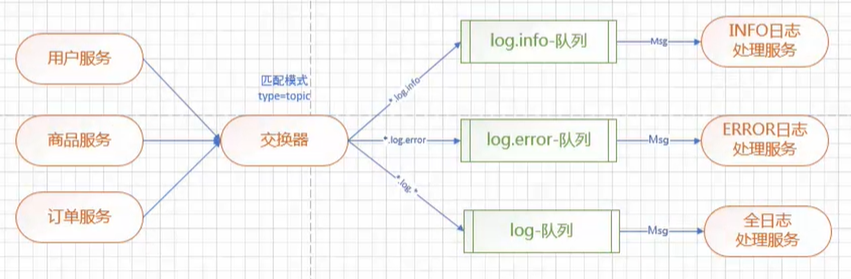 用户服务
商品服务
订单服务
匹配模式
type=topic
交换器
*.log.info
*.log.error
*.log.*
log.info-队列
log.error-队列
log-队列
Msg
Msg
Msg
INFO日志
处理服务
ERROR日志
处理服务
全日志
处理服务